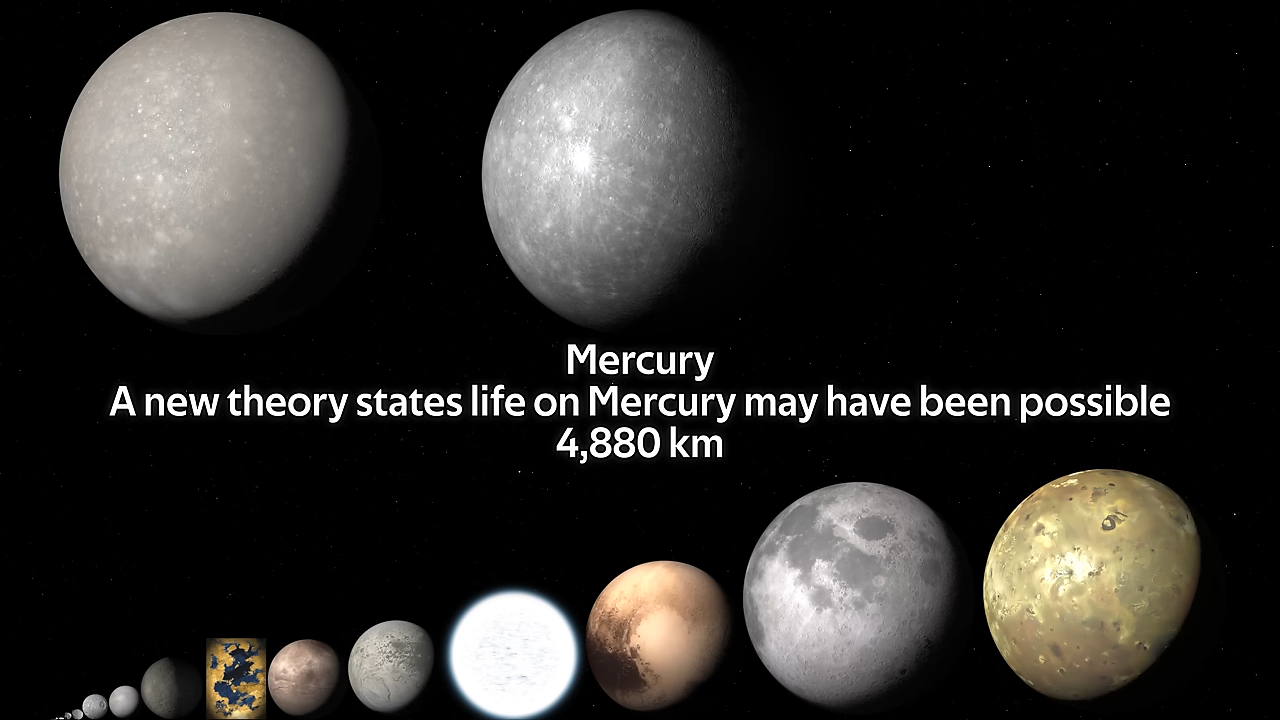 Mercury
A new theory states life on Mercury may have been possible
4,880 km